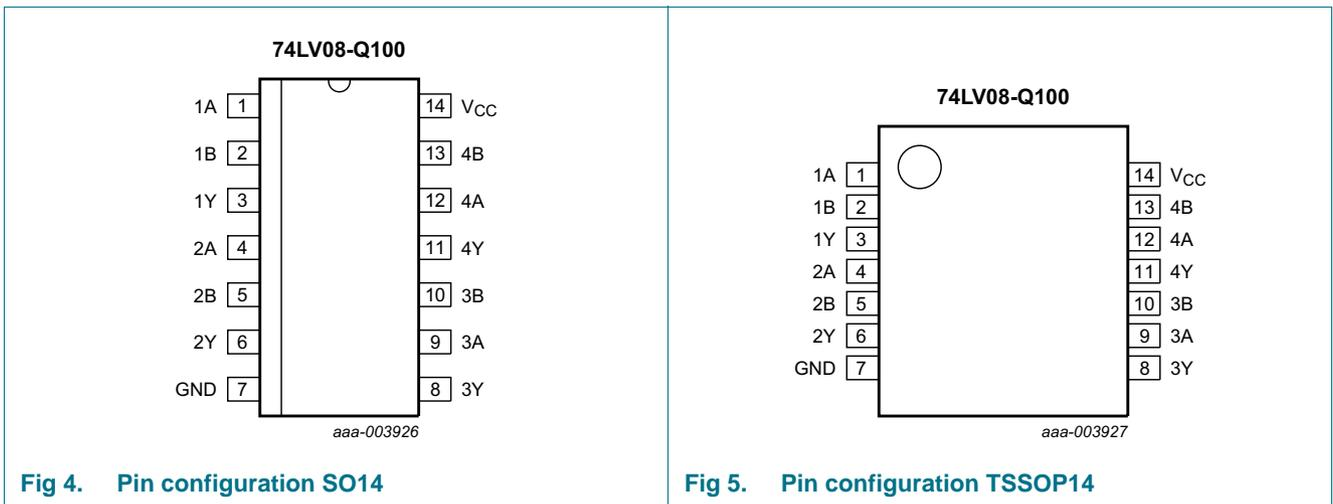 74LV08-Q100
1A 1 14 VCC
1B 2 13 4B
1Y 3 12 4A
2A 4 11 4Y
2B 5 10 3B
2Y 6 9 3A
GND 7 8 3Y
aaa-003926
Fig 4. Pin configuration SO14
74LV08-Q100
1A 1 14 VCC
1B 2 13 4B
1Y 3 12 4A
2A 4 11 4Y
2B 5 10 3B
2Y 6 9 3A
GND 7 8 3Y
aaa-003927
Fig 5. Pin configuration TSSOP14